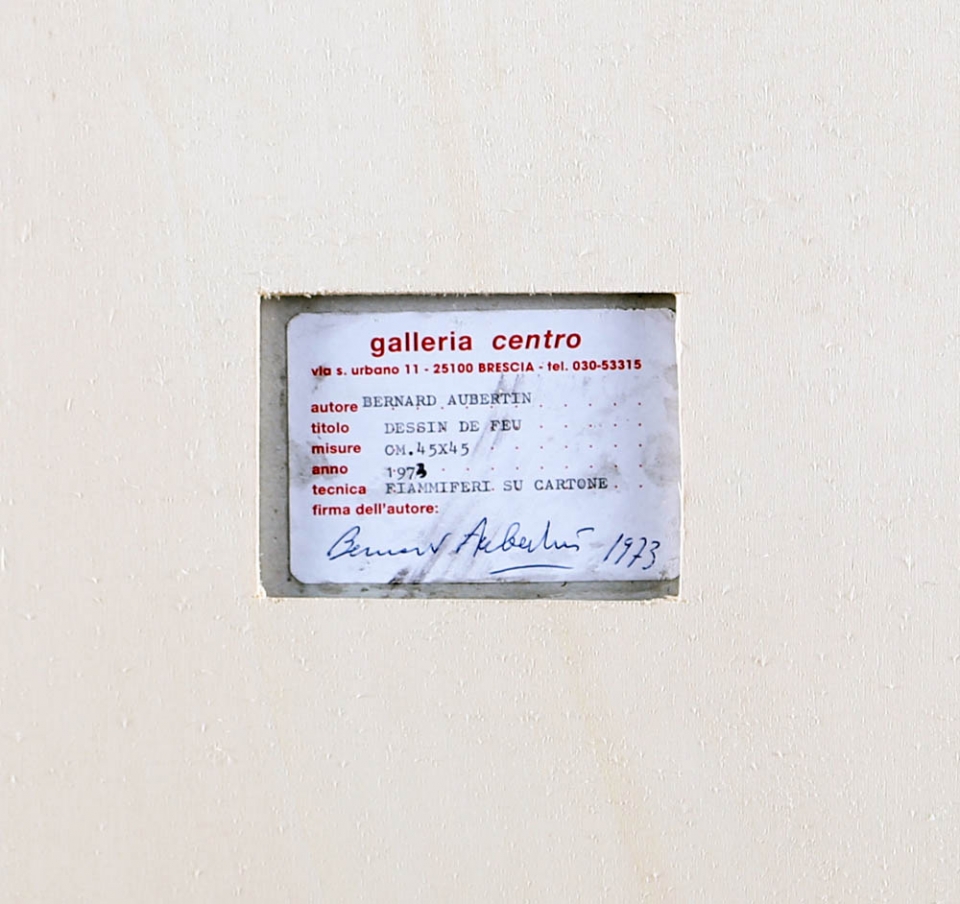 galleria centro
via s. urbano 11 - 25100 BRESCIA - tel. 030-53315
autore BERNARD AUBERTIN
titolo DESSIN DE FEU
misure OM.45X45
anno 1973
tecnica FIAMMIFERI SU CARTONE
firma dell'autore:
Bernard Aubertin 1973